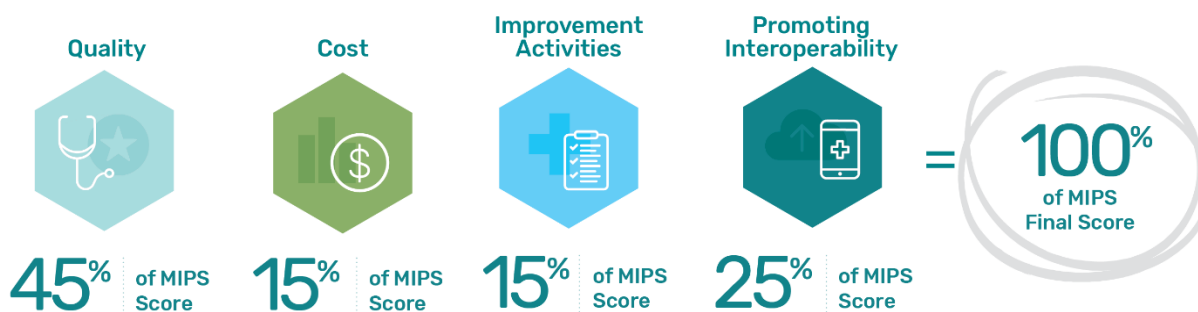 Quality
Cost
Improvement
Activities
Promoting
Interoperability
$
=
100%
of MIPS
Final Score
45%
of MIPS
Score
15%
of MIPS
Score
15%
of MIPS
Score
25%
of MIPS
Score